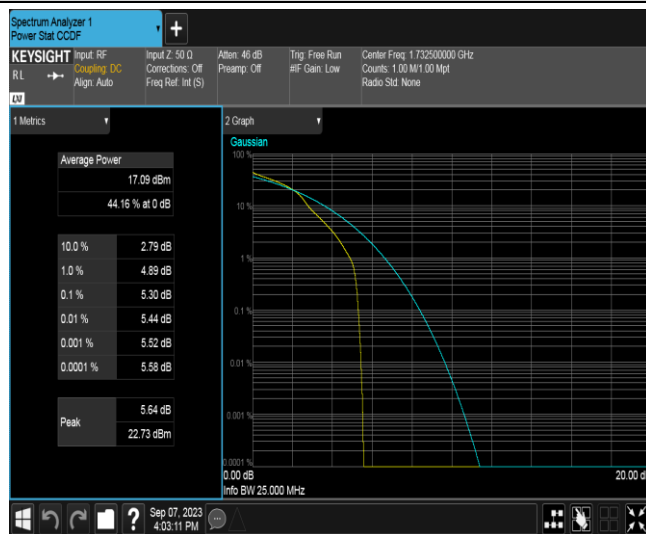 Spectrum Analyzer 1
Power Stat CCDF
+
KEYSIGHT
RL
Input: RF
Coupling: DC
Align: Auto
Input Z: 50 Ω
Corrections: Off
Freq Ref: Int (S)
Atten: 46 dB
Preamp: Off
Trig: Free Run
#IF Gain: Low
Center Freq: 1.732500000 GHz
Counts: 1.00 M/1.00 Mpt
Radio Std: None
LXI
1 Metrics
Average Power
17.09 dBm
44.16 % at 0 dB
10.0 % 2.79 dB
1.0 % 4.89 dB
0.1 % 5.30 dB
0.01 % 5.44 dB
0.001 % 5.52 dB
0.0001 % 5.58 dB
Peak
5.64 dB
22.73 dBm
2 Graph
Gaussian
100 %
10 %
1 %
0.1 %
0.01 %
0.001 %
0.0001 %
0.00 dB
20.00 d
Info BW 25.000 MHz
?
Sep 07, 2023
4:03:11 PM